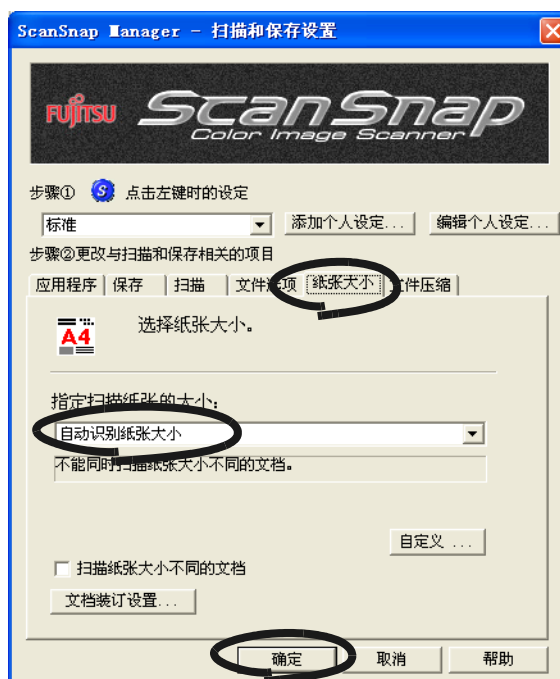 ScanSnap Manager - 扫描和保存设置
FUJITSU ScanSnap
Color Image Scanner
步骤① S 点击左键时的设定
标准 添加个人设定... 编辑个人设定...
步骤②更改与扫描和保存相关的项目
应用程序 保存 扫描 文件选项 纸张大小 文件压缩
A4 选择纸张大小。
指定扫描纸张的大小:
自动识别纸张大小
不能同时扫描纸张大小不同的文档。
自定义 ...
扫描纸张大小不同的文档
文档装订设置...
确定 取消 帮助